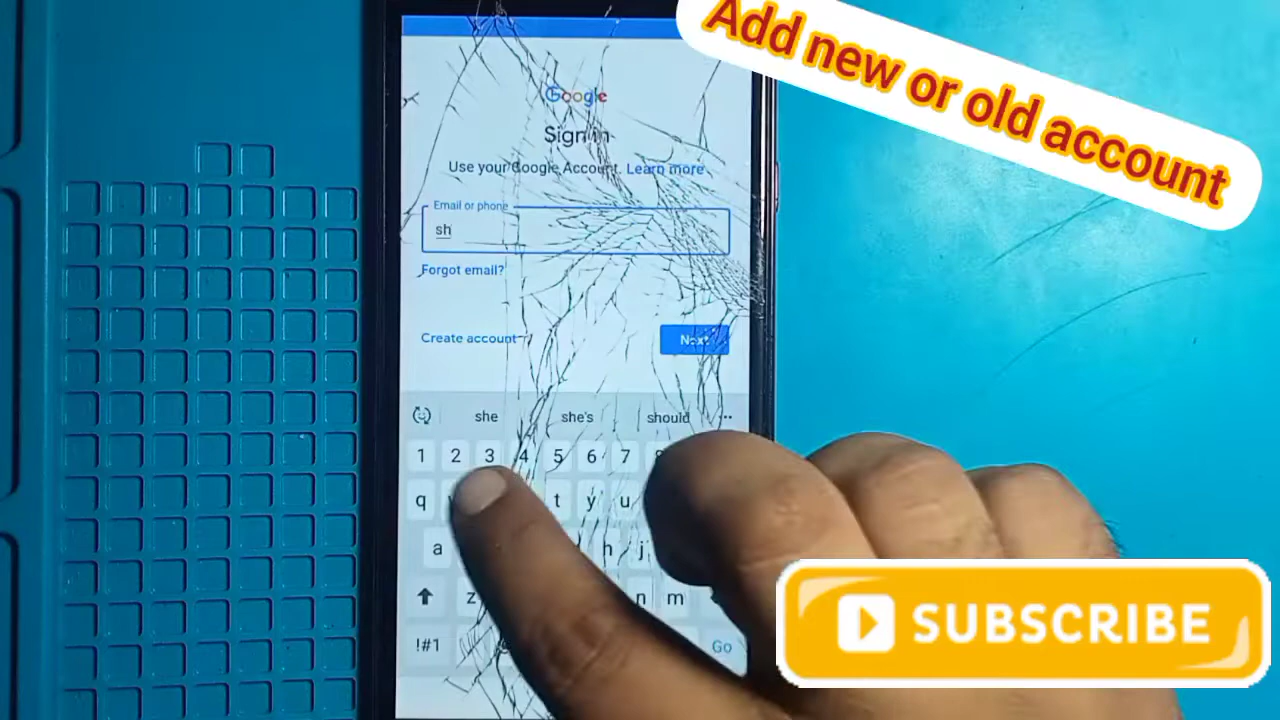 Add new or old account
Google
Sign in
Use your Google Account. Learn more
Email or phone
sh
Forgot email?
Create account
Next
she she's should ...
1 2 3 4 5 6 7
q t y u
a h j
z n m
!#1 Go
SUBSCRIBE